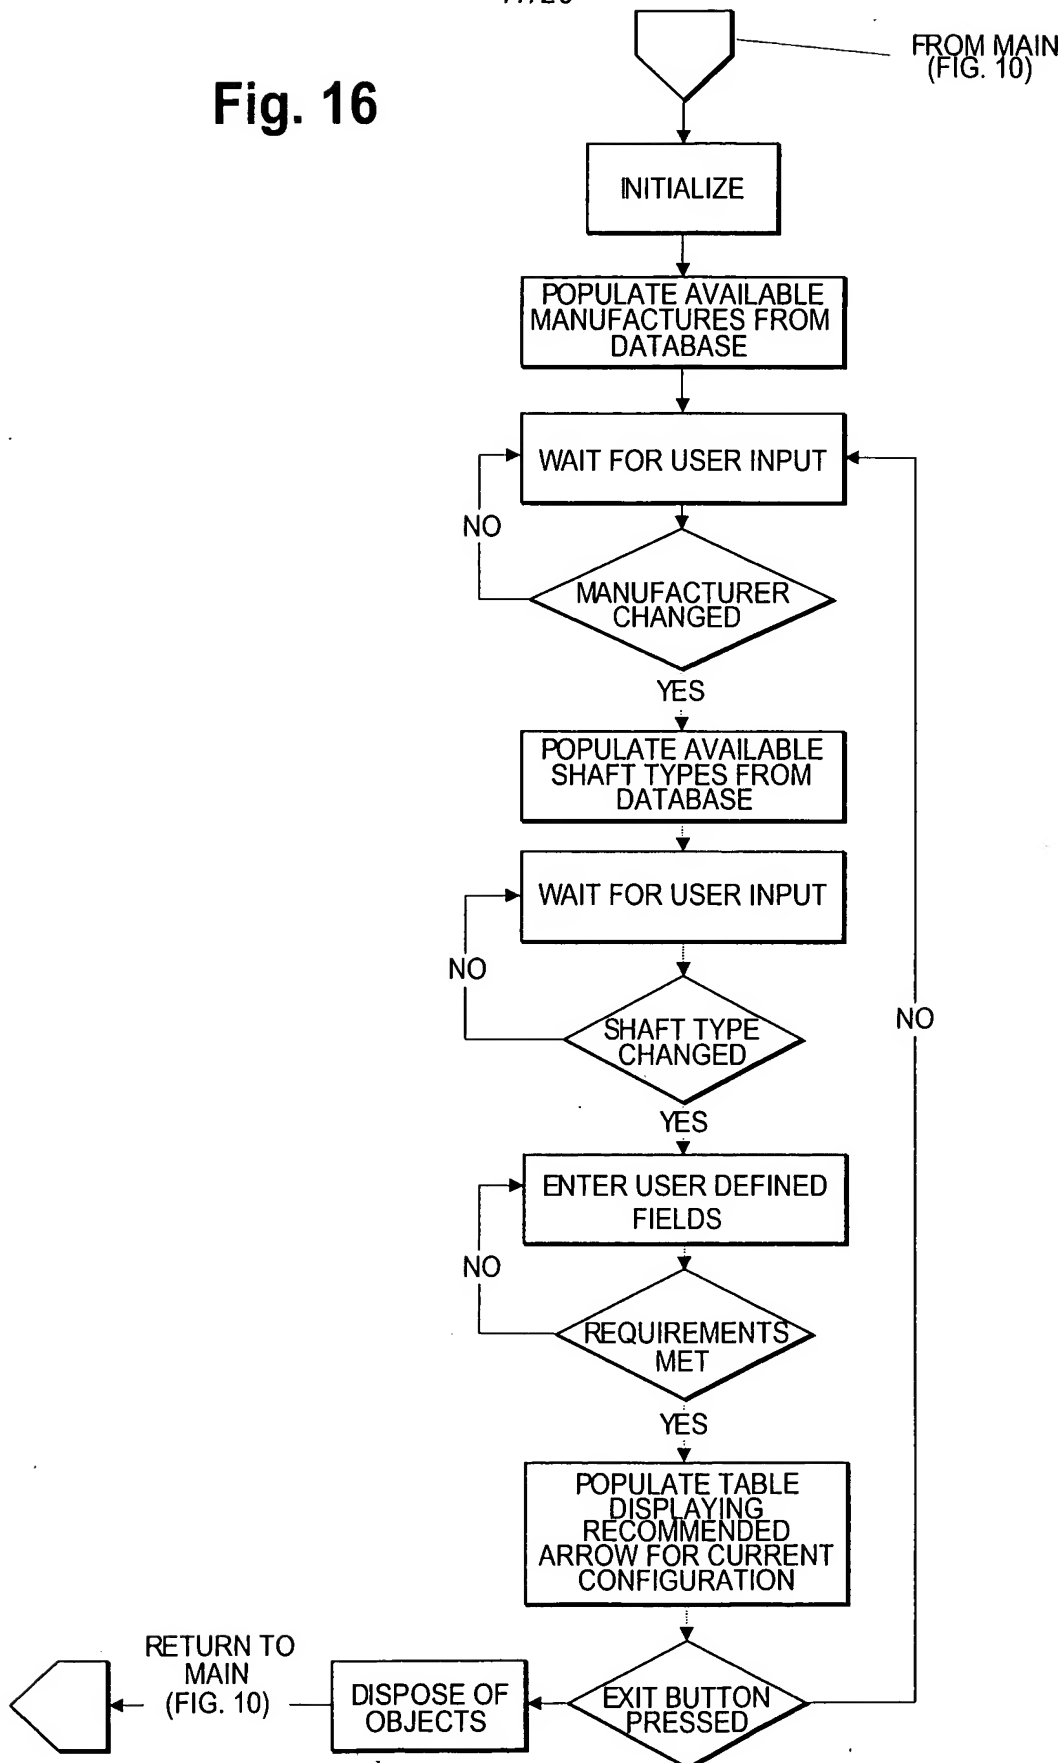 FROM MAIN
(FIG. 10)
Fig. 16
INITIALIZE
POPULATE AVAILABLE
MANUFACTURES FROM
DATABASE
WAIT FOR USER INPUT
NO
MANUFACTURER
CHANGED
YES
POPULATE AVAILABLE
SHAFT TYPES FROM
DATABASE
WAIT FOR USER INPUT
NO
SHAFT TYPE
CHANGED
NO
YES
ENTER USER DEFINED
FIELDS
NO
REQUIREMENTS
MET
YES
POPULATE TABLE
DISPLAYING
RECOMMENDED
ARROW FOR CURRENT
CONFIGURATION
RETURN TO
MAIN
(FIG. 10)
DISPOSE OF
OBJECTS
EXIT BUTTON
PRESSED